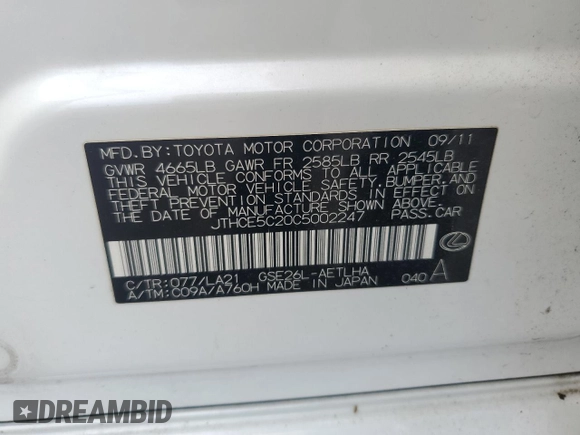 MFD.BY:TOYOTA MOTOR CORPORATION 09/11
GVWR 4665LB GAWR FR 2585LB RR 2545LB
THIS VEHICLE CONFORMS TO ALL APPLICABLE
FEDERAL MOTOR VEHICLE SAFETY,BUMPER,AND
THEFT PREVENTION STANDARDS IN EFFECT ON
THE DATE OF MANUFACTURE SHOWN ABOVE.
JTHCE5C20C5002247 PASS.CAR
C/TR:077/LA21 GSE26L-AETLHA
A/TM:C09A/A760H MADE IN JAPAN 040 A
DREAMBID